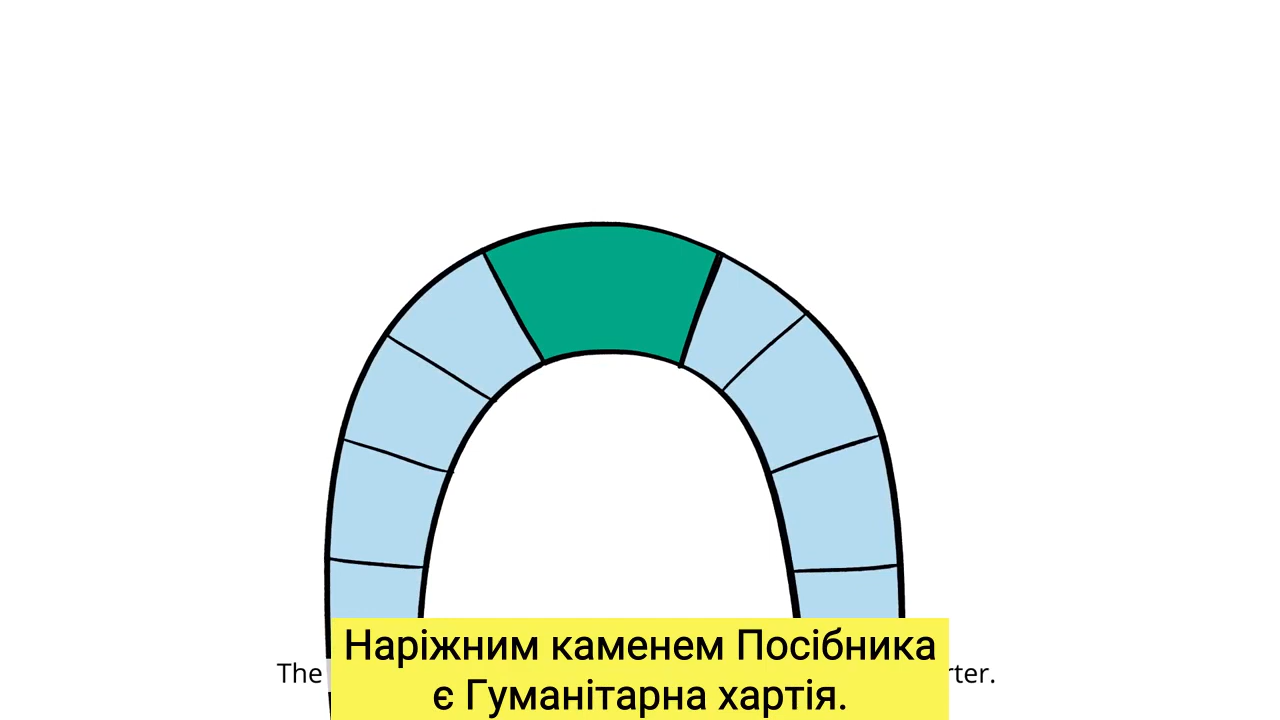 Наріжним каменем Посібника
є Гуманітарна хартія.
The rter.